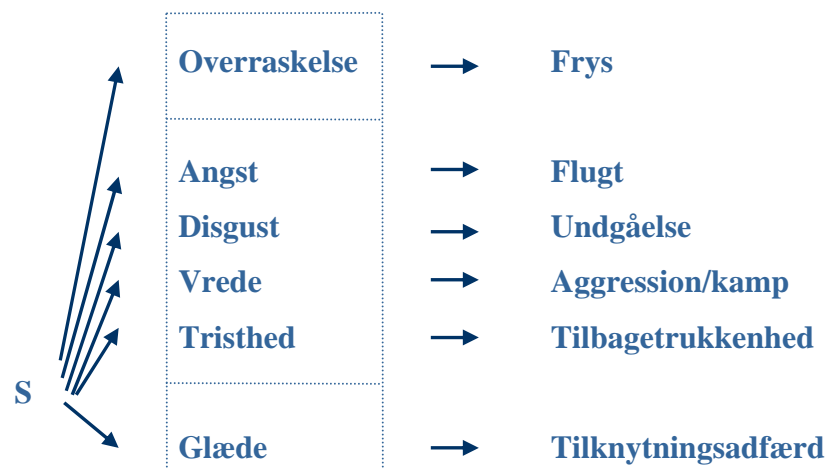 Overraskelse Frys
Angst Flugt
Disgust Undgåelse
Vrede Aggression/kamp
Tristhed Tilbagetrukkenhed
S
Glæde Tilknytningsadfærd